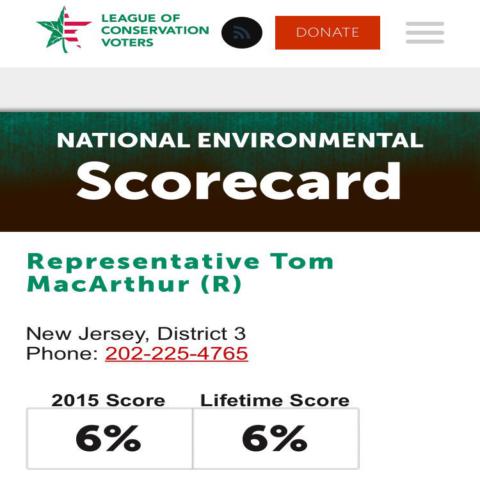 LEAGUE OF
CONSERVATION
VOTERS
DONATE
NATIONAL ENVIRONMENTAL
Scorecard
Representative Tom
MacArthur (R)
New Jersey, District 3
Phone: 202-225-4765
2015 Score Lifetime Score
6% 6%